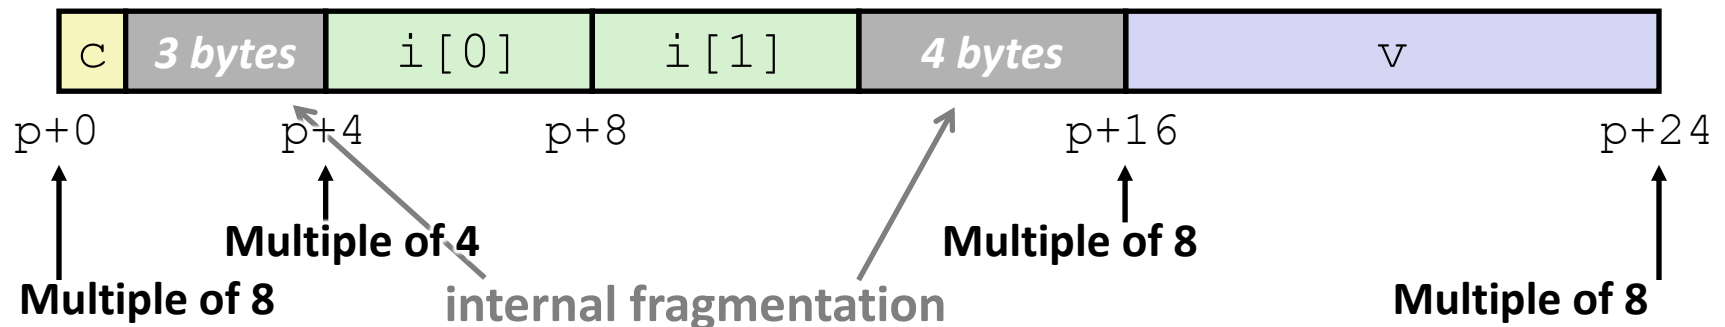 c 3 bytes i[0] i[1] 4 bytes v
p+0 p+4 p+8 p+16 p+24
Multiple of 4 Multiple of 8
Multiple of 8 internal fragmentation Multiple of 8